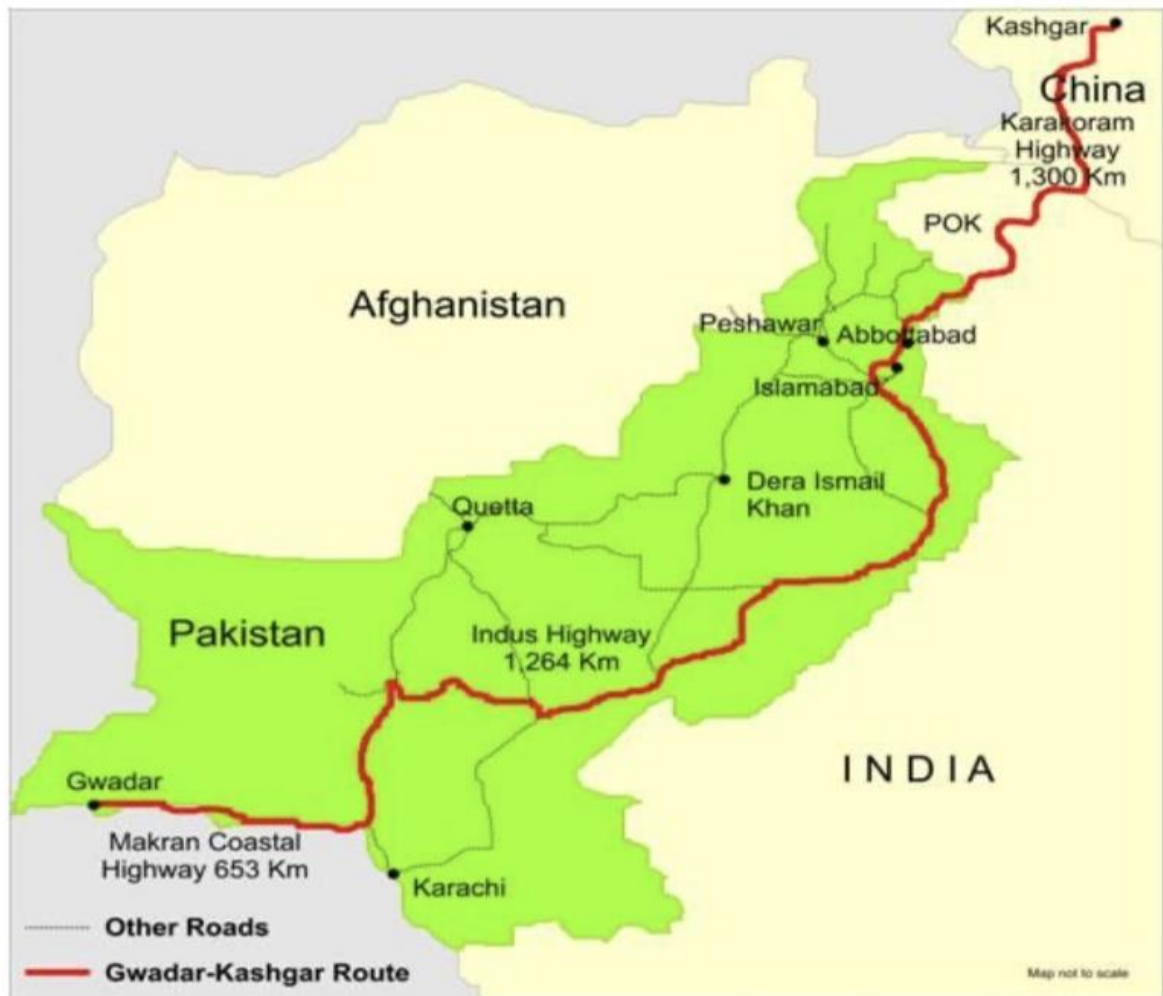 Kashgar
China
Karakoram
Highway
1,300 Km
POK
Afghanistan
Peshawar
Abbottabad
Islamabad
Dera Ismail
Khan
Quetta
Pakistan
Indus Highway
1,264 Km
INDIA
Gwadar
Makran Coastal
Highway 653 Km
Karachi
Other Roads
Gwadar-Kashgar Route
Map not to scale